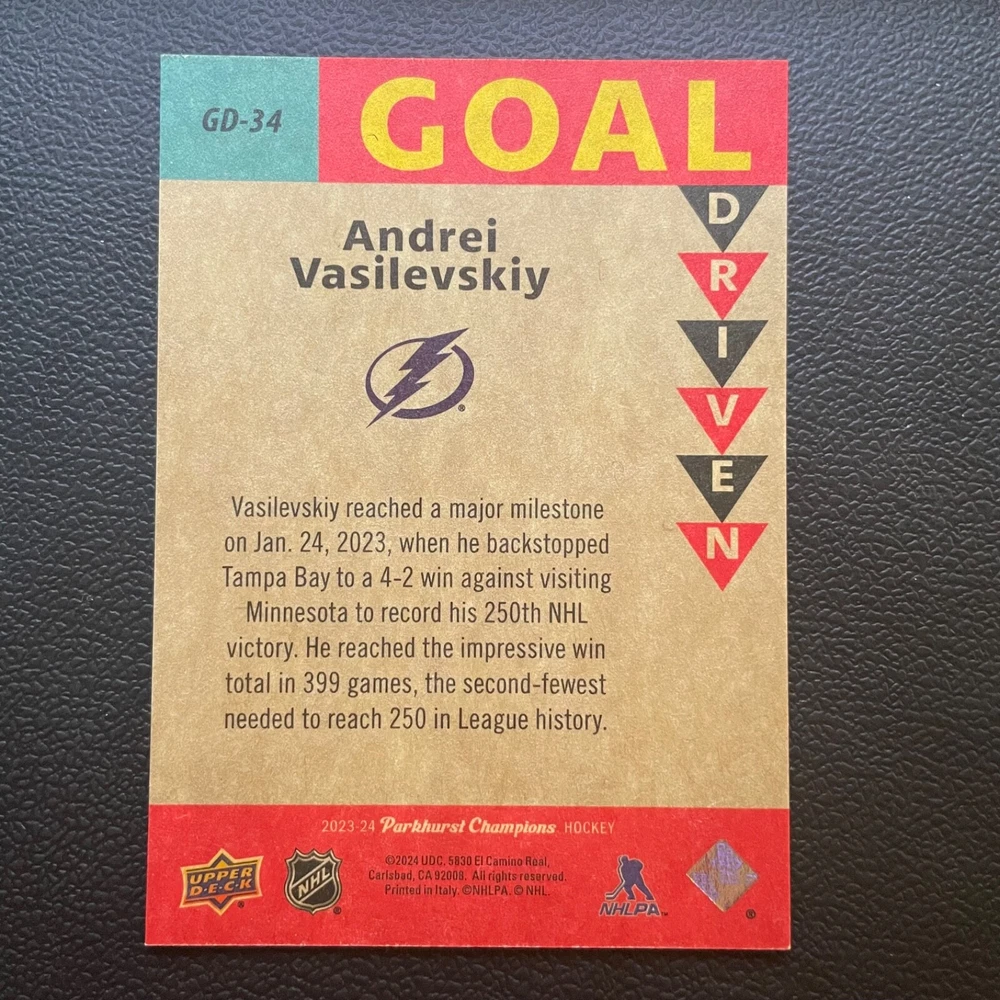 GD-34
GOAL
DRIVEN
Andrei
Vasilevskiy
®
Vasilevskiy reached a major milestone
on Jan. 24, 2023, when he backstopped
Tampa Bay to a 4-2 win against visiting
Minnesota to record his 250th NHL
victory. He reached the impressive win
total in 399 games, the second-fewest
needed to reach 250 in League history.
2023-24 Parkhurst Champions HOCKEY
UPPER
D·E·C·K
®
NHL
®
©2024 UDC. 5830 El Camino Real,
Carlsbad, CA 92008. All rights reserved.
Printed in Italy. ©NHLPA. © NHL.
NHLPA™
®